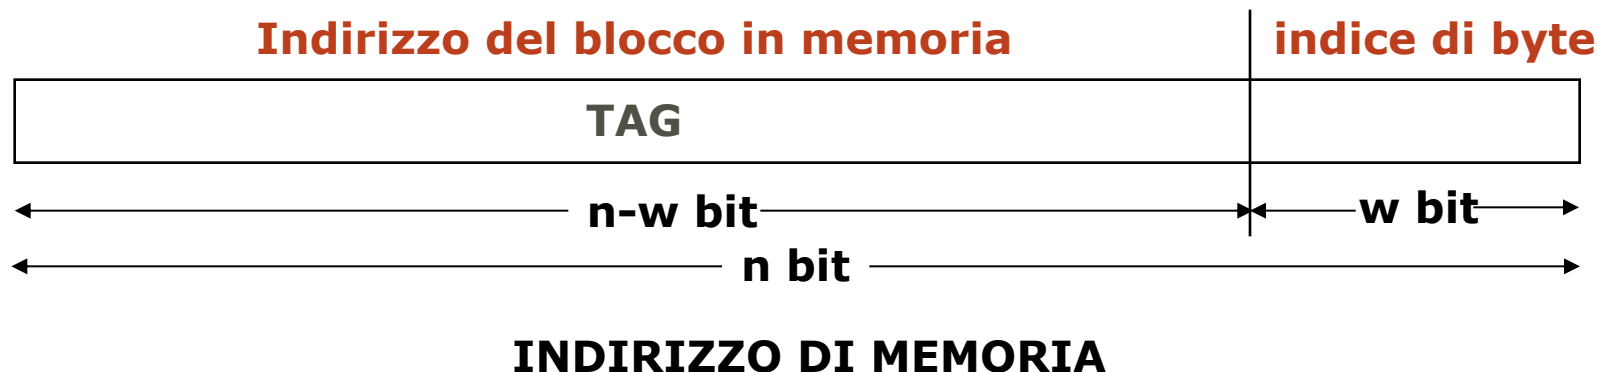 Indirizzo del blocco in memoria indice di byte
TAG
n-w bit w bit
n bit
INDIRIZZO DI MEMORIA